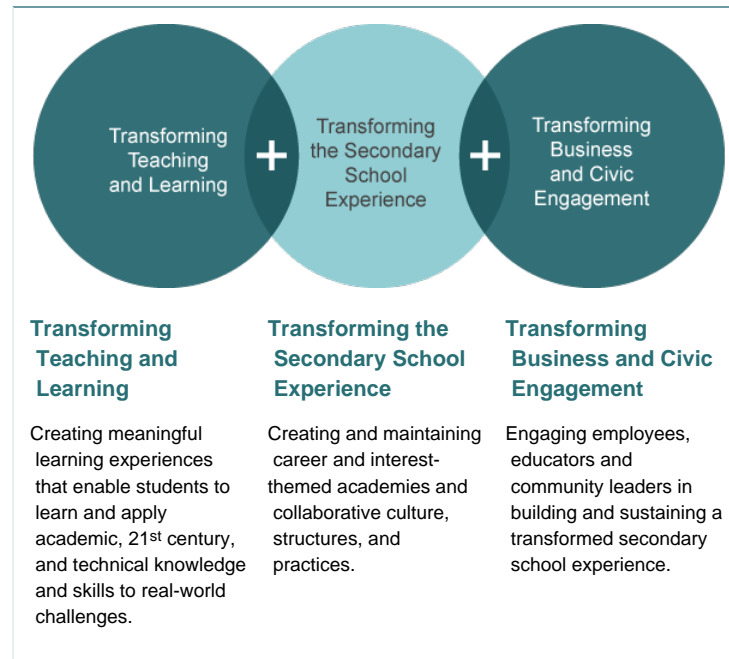 Transforming
Teaching
and Learning
+
Transforming
the Secondary
School
Experience
+
Transforming
Business
and Civic
Engagement
Transforming
Teaching and
Learning
Creating meaningful
learning experiences
that enable students to
learn and apply
academic, 21st century,
and technical knowledge
and skills to real-world
challenges.
Transforming the
Secondary School
Experience
Creating and maintaining
career and interest-
themed academies and
collaborative culture,
structures, and
practices.
Transforming
Business and Civic
Engagement
Engaging employees,
educators and
community leaders in
building and sustaining a
transformed secondary
school experience.